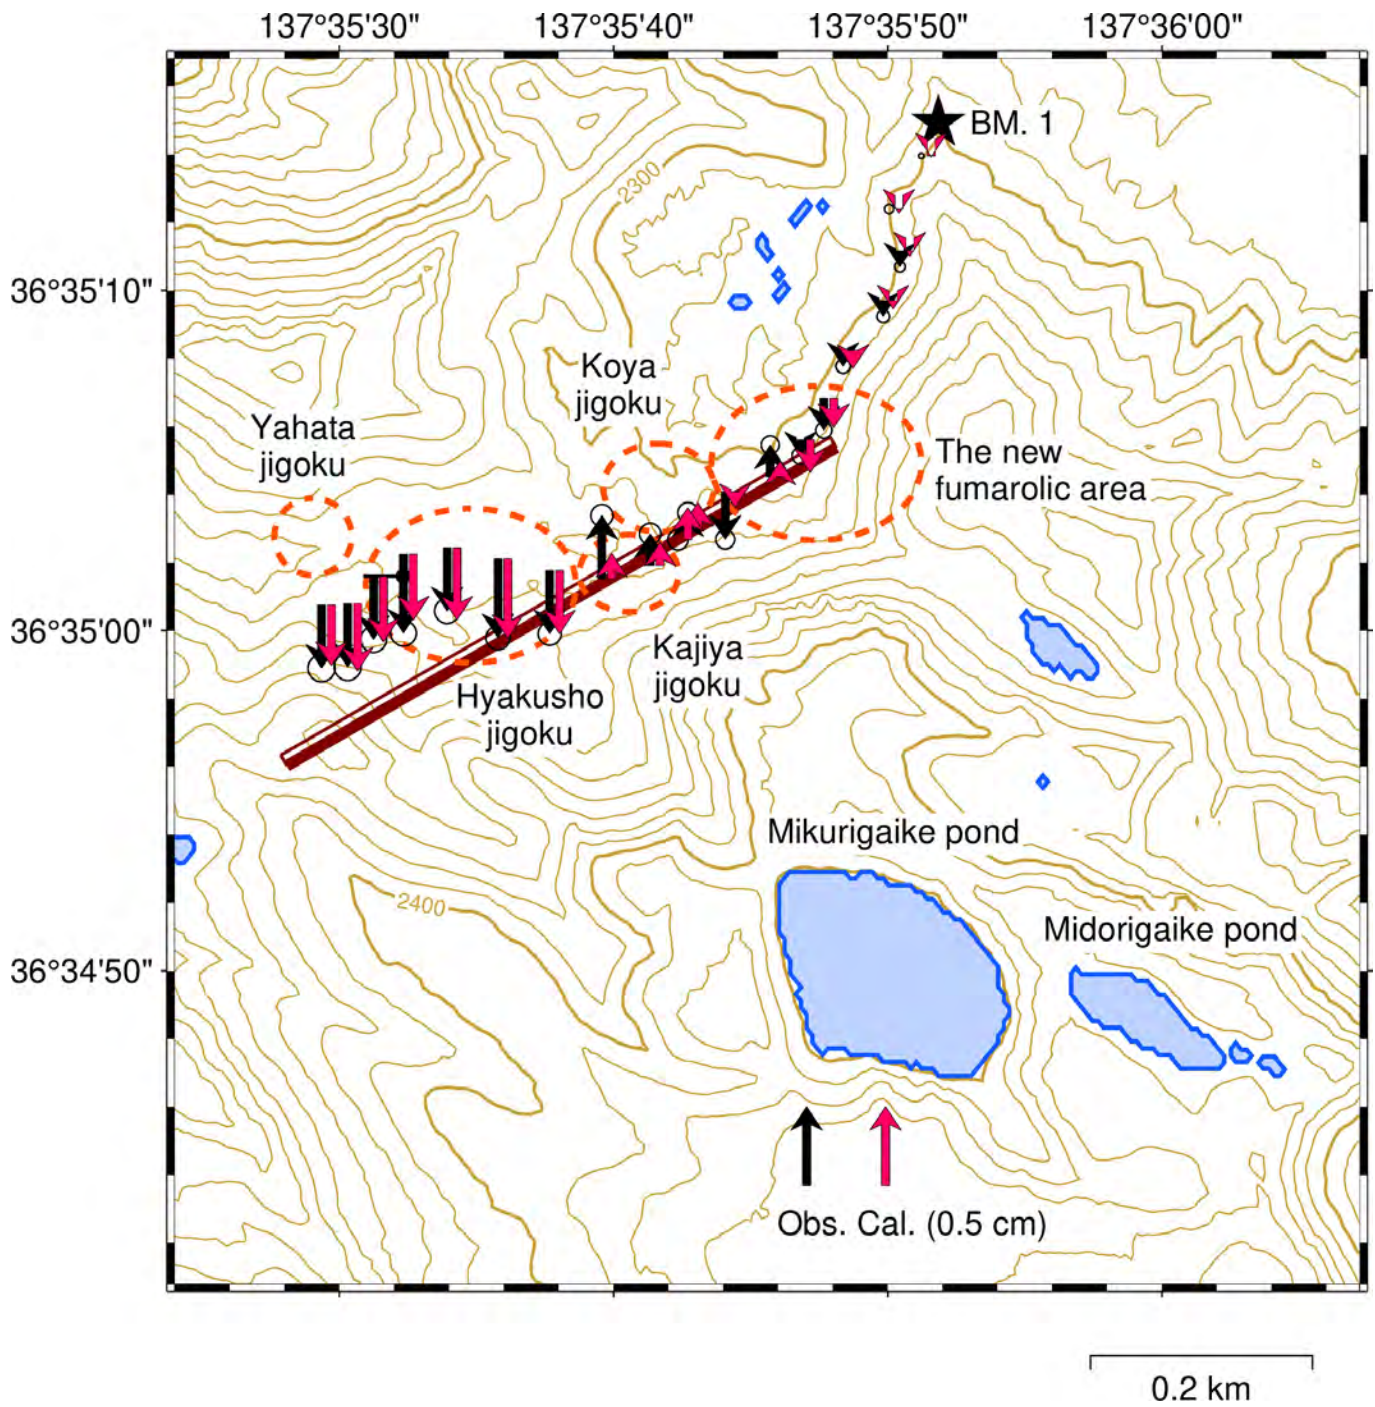 137°35'30" 137°35'40" 137°35'50" 137°36'00"
BM. 1
2300
36°35'10"
Koya
jigoku
Yahata
jigoku
The new
fumarolic area
36°35'00"
Kajiya
jigoku
Hyakusho
jigoku
Mikurigaike pond
2400
Midorigaike pond
36°34'50"
Obs. Cal. (0.5 cm)
0.2 km